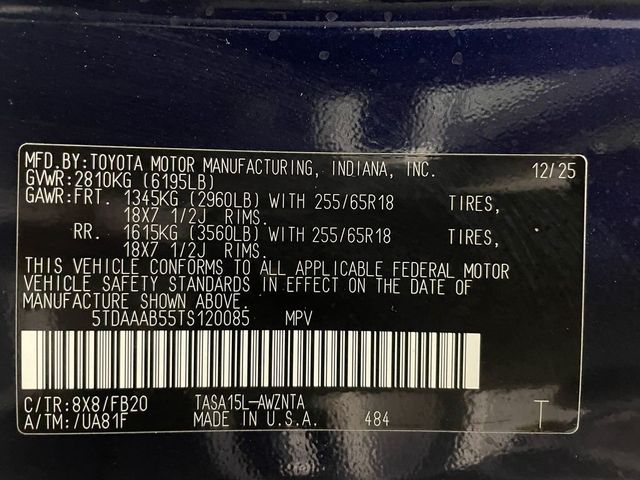 MFD.BY:TOYOTA MOTOR MANUFACTURING, INDIANA, INC. 12/25
GVWR:2810KG (6195LB)
GAWR:FRT. 1345KG (2960LB) WITH 255/65R18 TIRES,
18X7 1/2J RIMS.
RR. 1615KG (3560LB) WITH 255/65R18 TIRES,
18X7 1/2J RIMS.
THIS VEHICLE CONFORMS TO ALL APPLICABLE FEDERAL MOTOR
VEHICLE SAFETY STANDARDS IN EFFECT ON THE DATE OF
MANUFACTURE SHOWN ABOVE.
5TDAAAB55TS120085 MPV
C/TR:8X8/FB20 TASA15L-AWZNTA
A/TM:/UA81F MADE IN U.S.A. 484 T